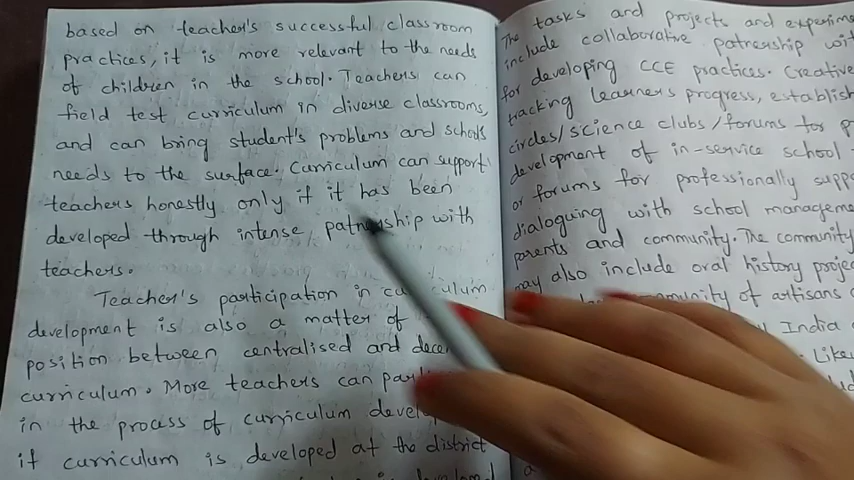 based on teacher's successful classroom
practices, it is more relevant to the needs
of children in the school. Teachers can
field test curriculum in diverse classrooms,
and can bring student's problems and schools
needs to the surface. Curriculum can support
teachers honestly only if it has been
developed through intense patnership with
teachers.
Teacher's participation in curriculum
development is also a matter of
position between centralised and
curriculum. More teachers can
in the process of curriculum
if curriculum is developed at the district
The tasks and projects and
include collaborative patnership
for developing CCE practices. Creative
tracking learners progress,
circles/science clubs/forums for
development of in-service school
or forums for professionally
dialoguing with school
parents and community. The community
may also include oral history
of artisans
India